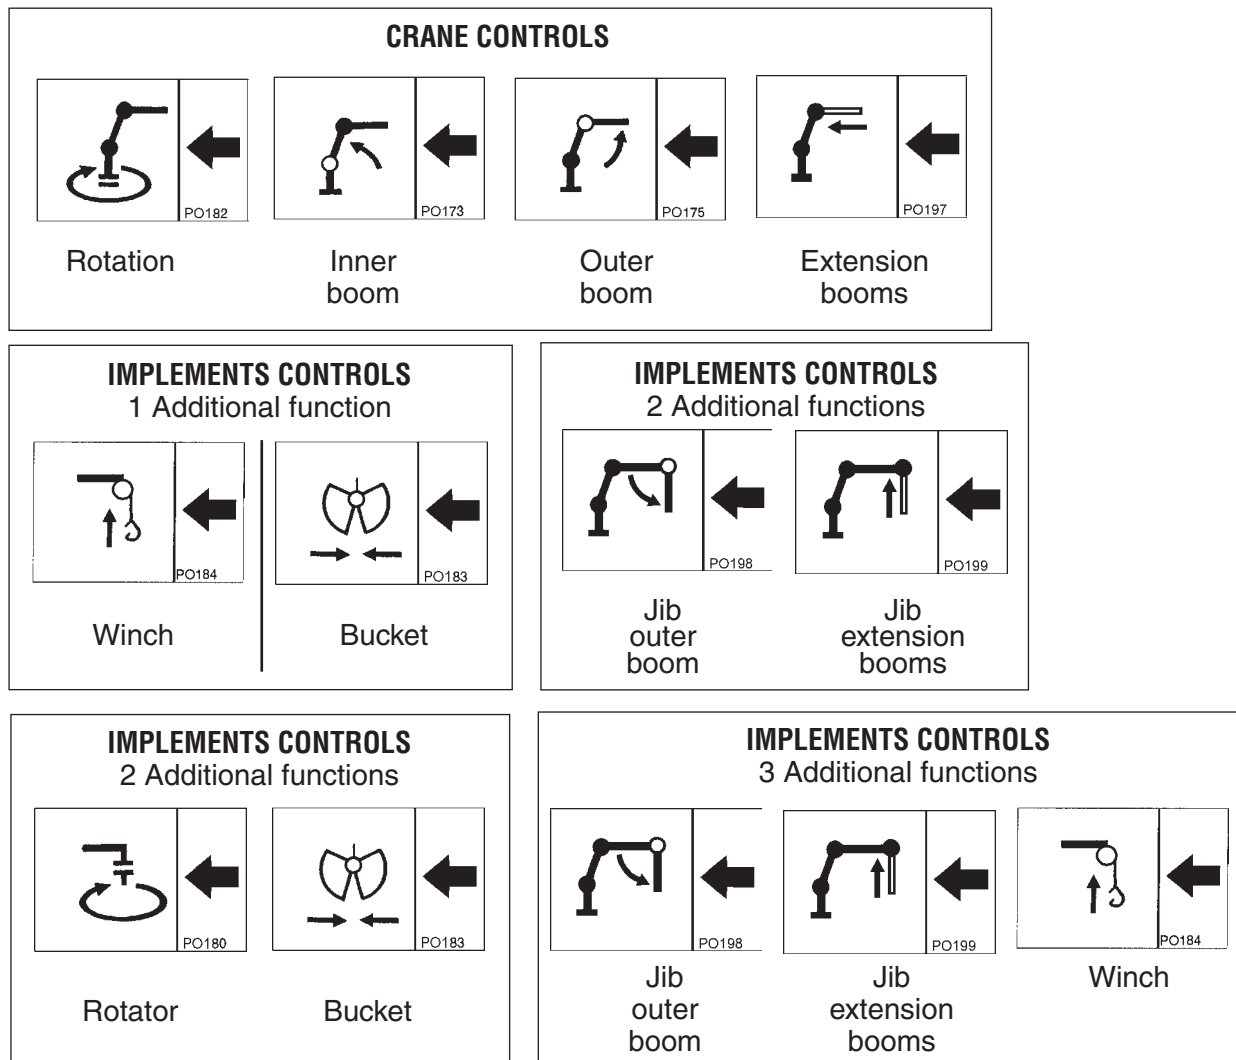 CRANE CONTROLS
PO182
PO173
PO175
PO197
Rotation
Inner
boom
Outer
boom
Extension
booms
IMPLEMENTS CONTROLS
1 Additional function
PO184
PO183
Winch
Bucket
IMPLEMENTS CONTROLS
2 Additional functions
PO198
PO199
Jib
outer
boom
Jib
extension
booms
IMPLEMENTS CONTROLS
2 Additional functions
PO180
PO183
Rotator
Bucket
IMPLEMENTS CONTROLS
3 Additional functions
PO198
PO199
PO184
Jib
outer
boom
Jib
extension
booms
Winch